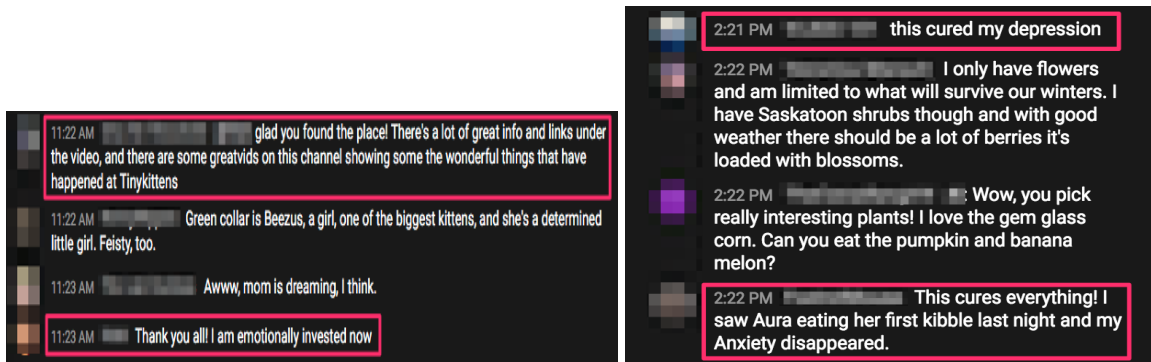 11:22 AM glad you found the place! There's a lot of great info and links under
the video, and there are some greatvids on this channel showing some the wonderful things that have
happened at Tinykittens
11:22 AM Green collar is Beezus, a girl, one of the biggest kittens, and she's a determined
little girl. Feisty, too.
11:23 AM Awww, mom is dreaming, I think.
11:23 AM Thank you all! I am emotionally invested now
2:21 PM this cured my depression
2:22 PM I only have flowers
and am limited to what will survive our winters. I
have Saskatoon shrubs though and with good
weather there should be a lot of berries it's
loaded with blossoms.
2:22 PM : Wow, you pick
really interesting plants! I love the gem glass
corn. Can you eat the pumpkin and banana
melon?
2:22 PM This cures everything! I
saw Aura eating her first kibble last night and my
Anxiety disappeared.